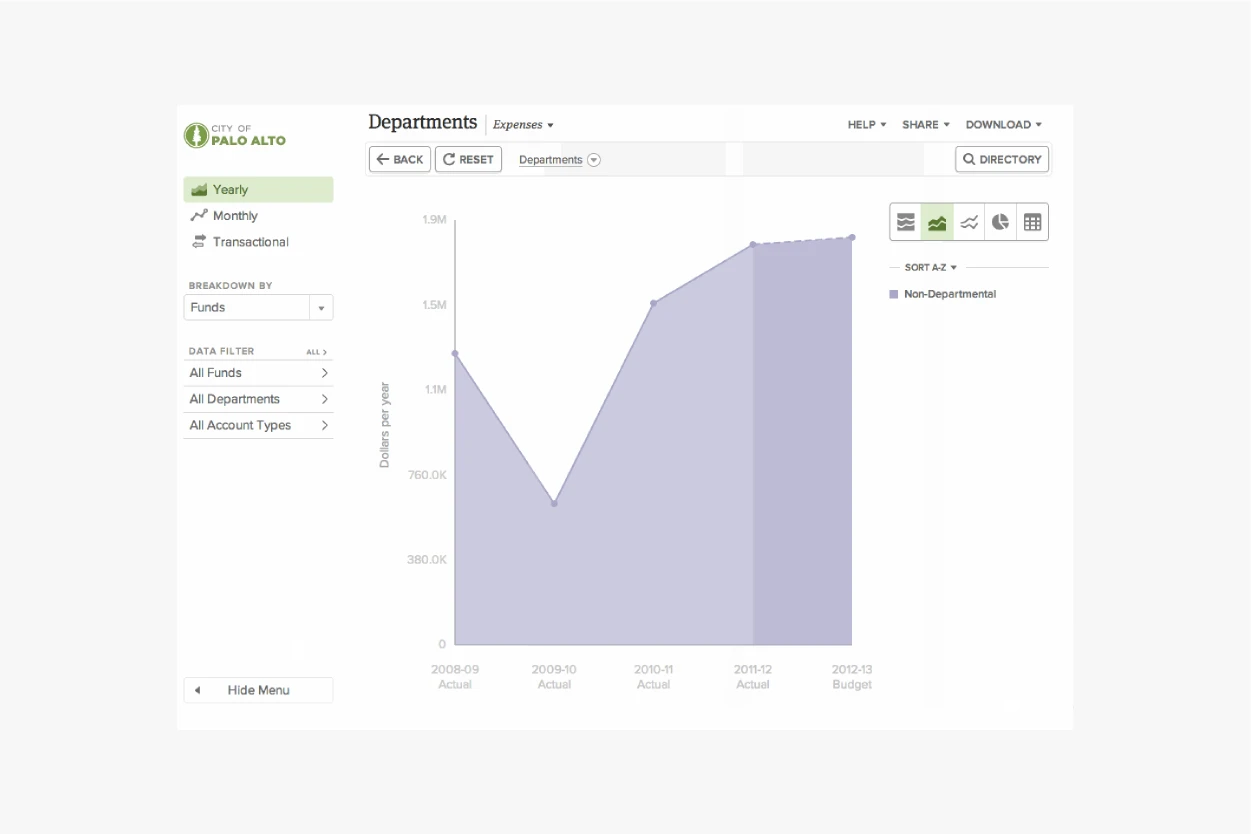 CITY OF
PALO ALTO
Departments
Expenses
HELP
SHARE
DOWNLOAD
BACK
RESET
Departments
DIRECTORY
Yearly
Monthly
Transactional
BREAKDOWN BY
Funds
DATA FILTER
ALL >
All Funds
All Departments
All Account Types
Hide Menu
Dollars per year
1.9M
1.5M
1.1M
760.0K
380.0K
0
2008-09
Actual
2009-10
Actual
2010-11
Actual
2011-12
Actual
2012-13
Budget
SORT A-Z
Non-Departmental